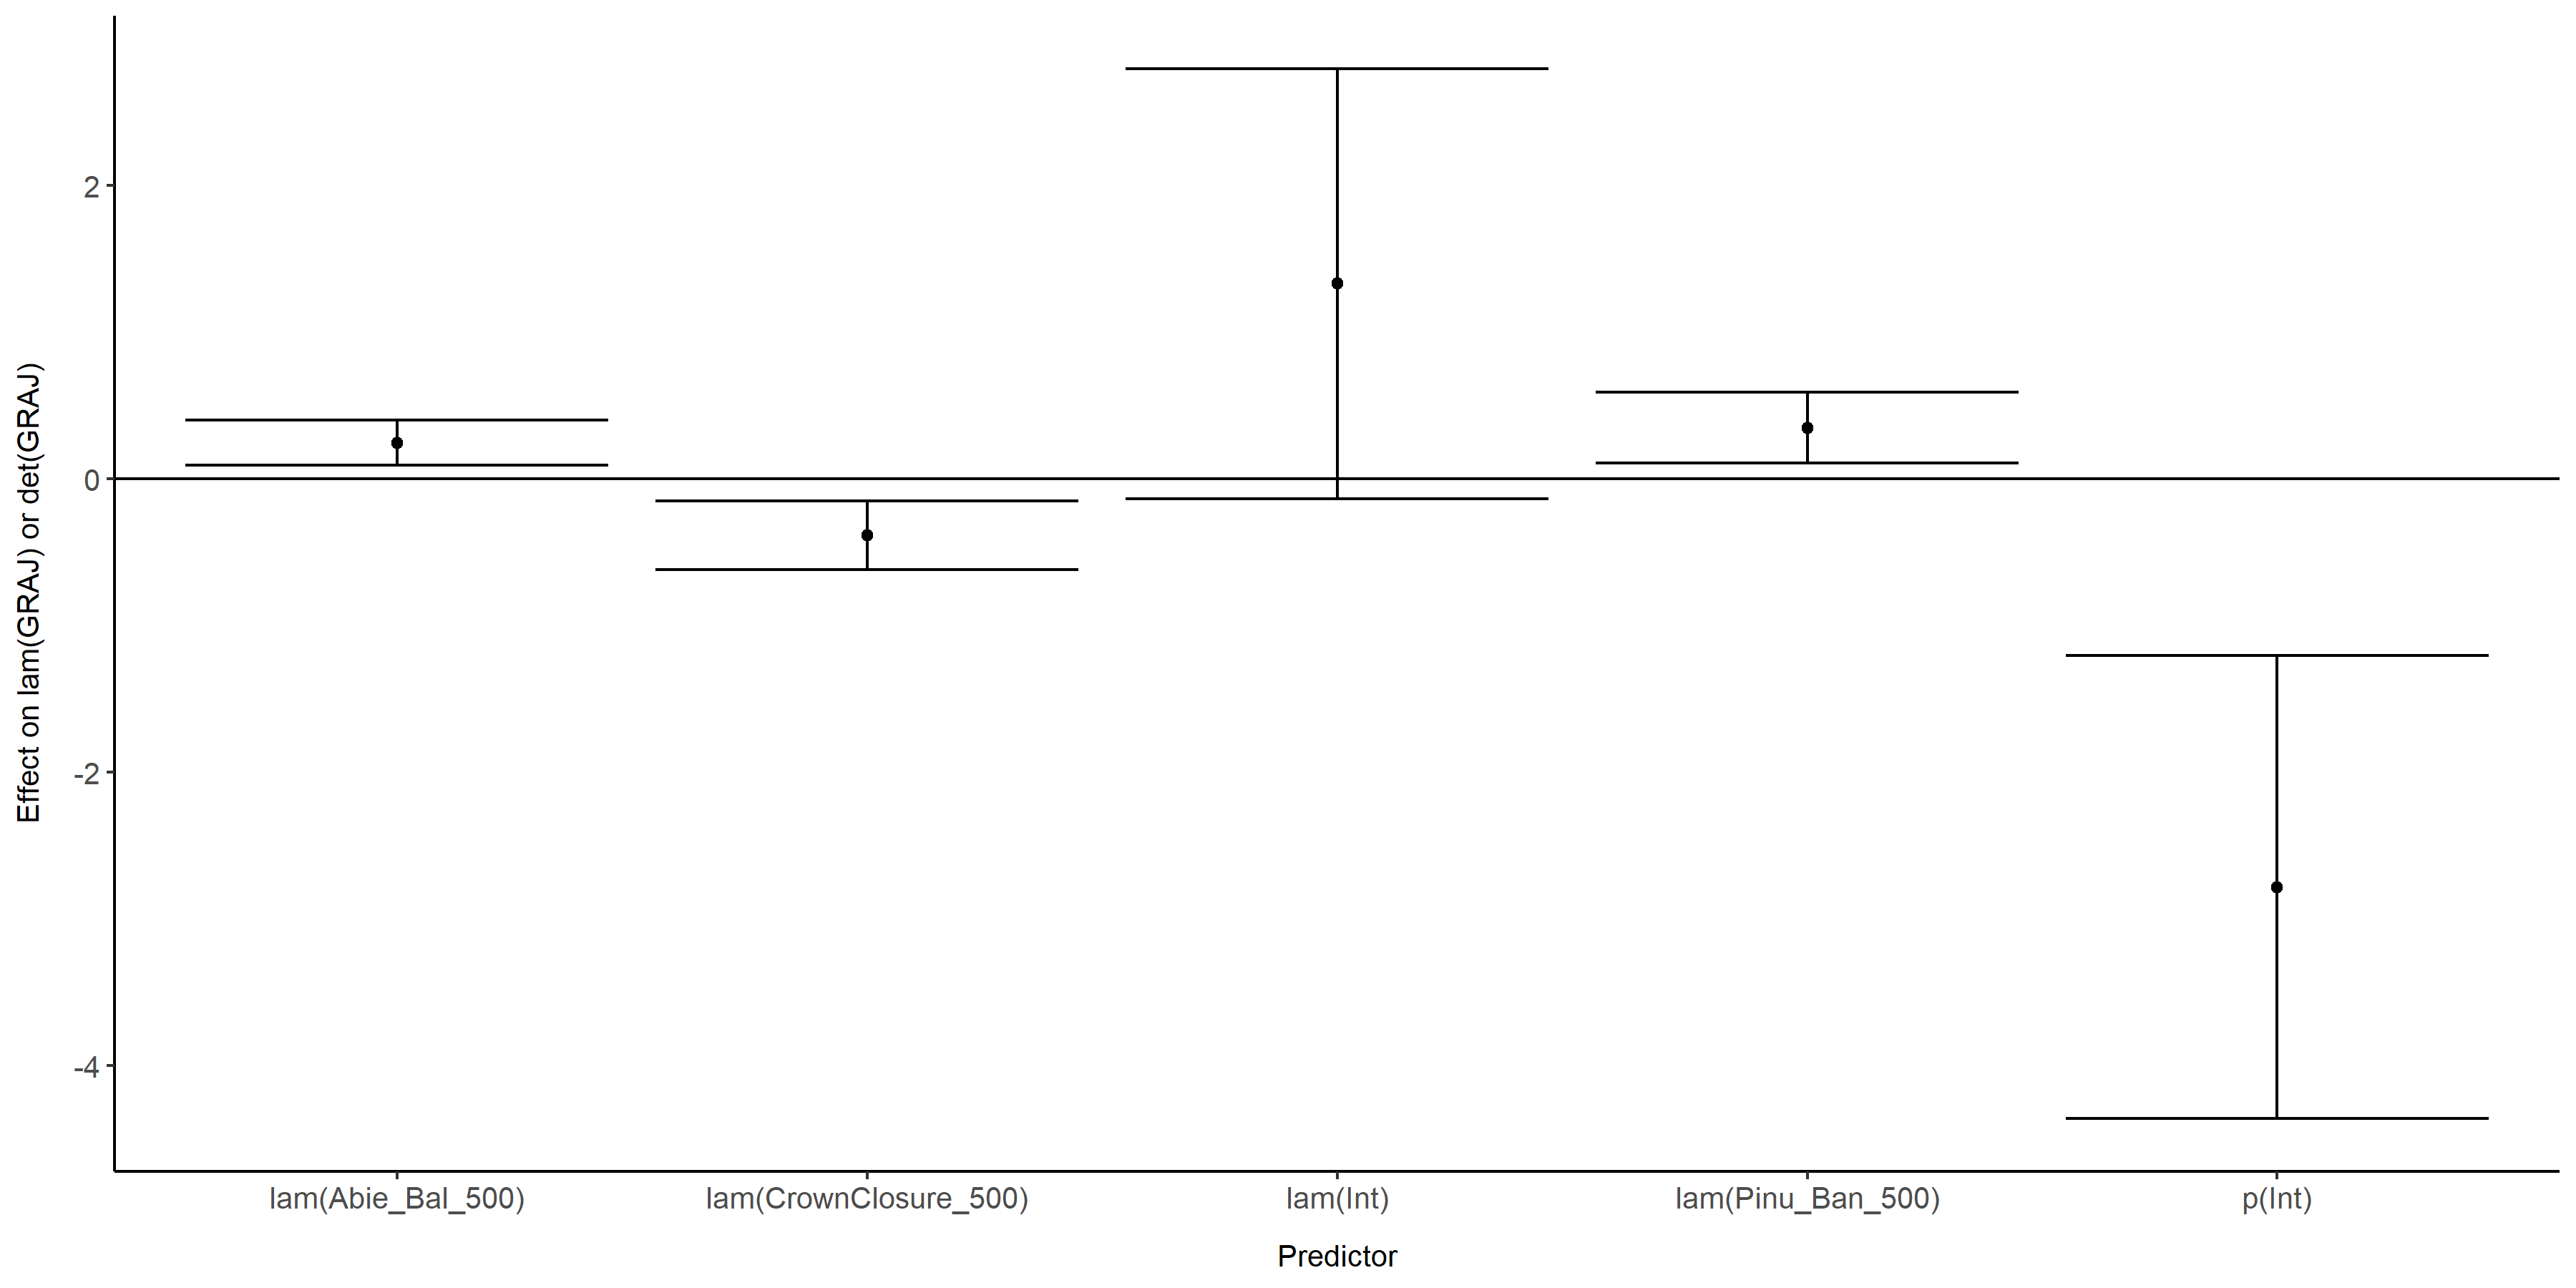 Effect on lam(GRAJ) or det(GRAJ)
2
0
-2
-4
lam(Abie_Bal_500) lam(CrownClosure_500) lam(Int) lam(Pinu_Ban_500) p(Int)
Predictor